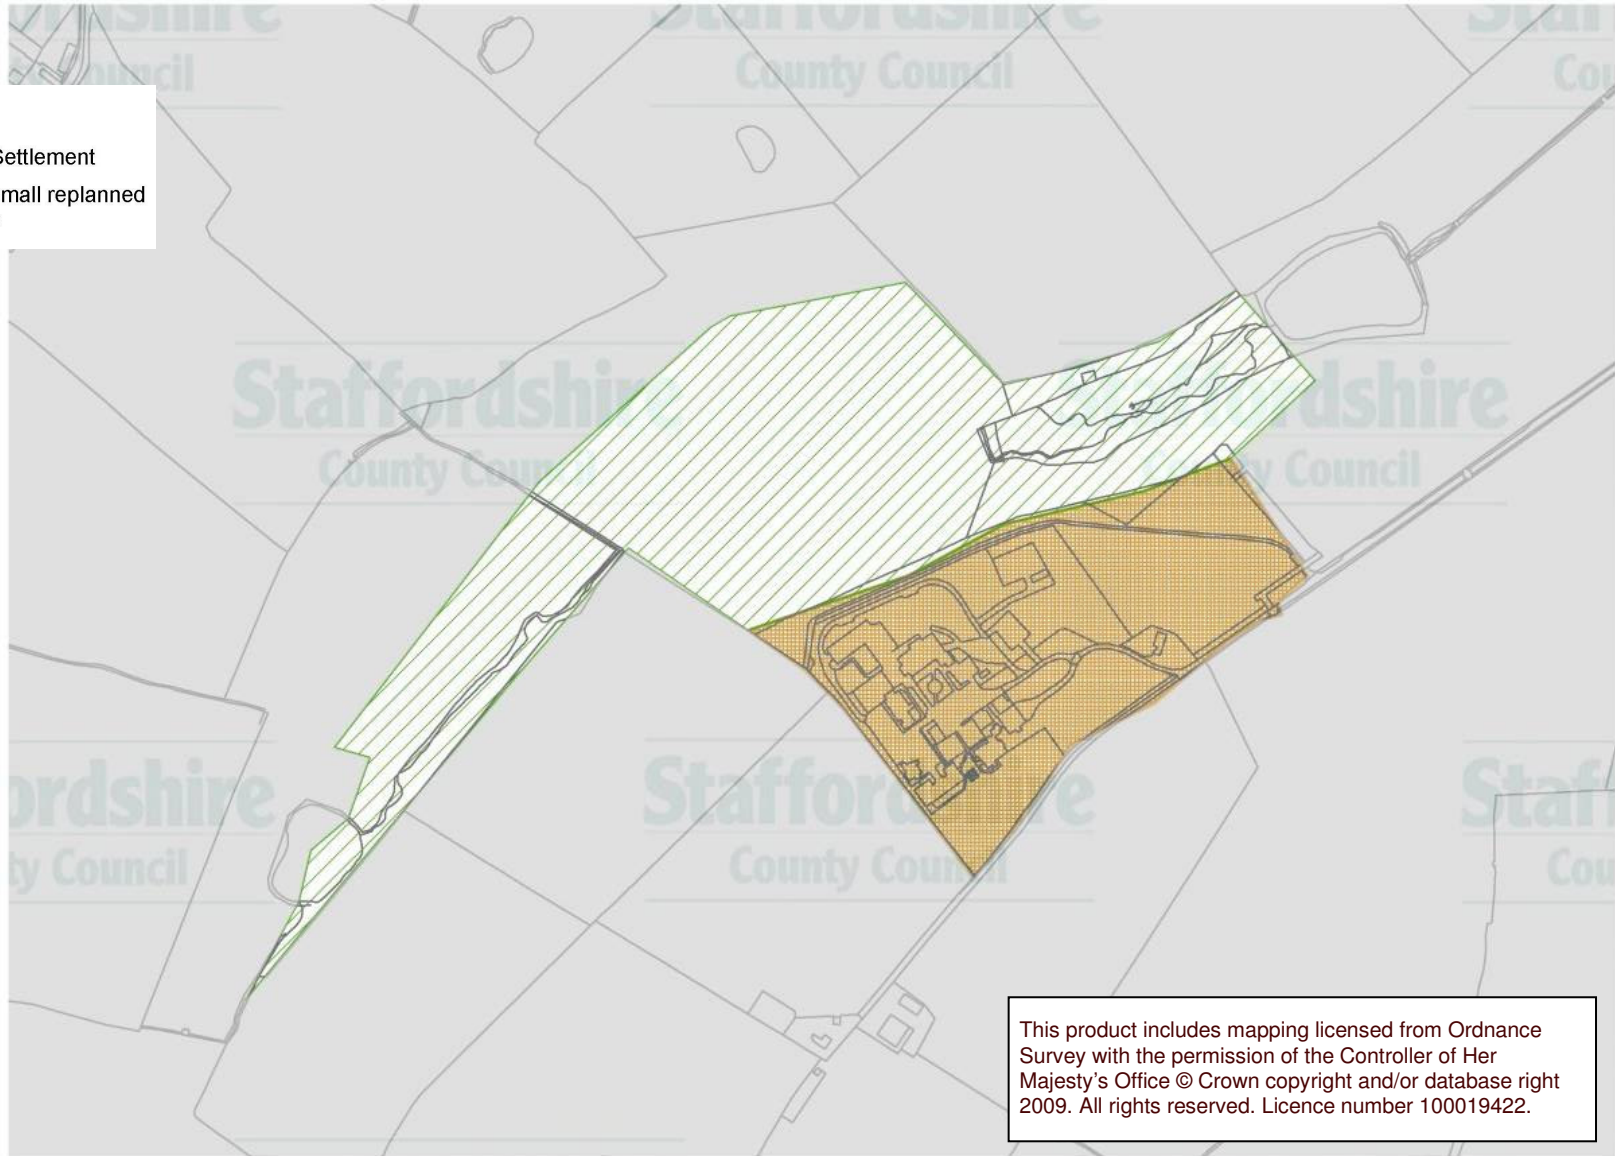 Staffordshire
County Council
Settlement
small replanned
Staffordshire
County Council
Staffordshire
County Council
Staffordshire
County Council
This product includes mapping licensed from Ordnance
Survey with the permission of the Controller of Her
Majesty's Office © Crown copyright and/or database right
2009. All rights reserved. Licence number 100019422.